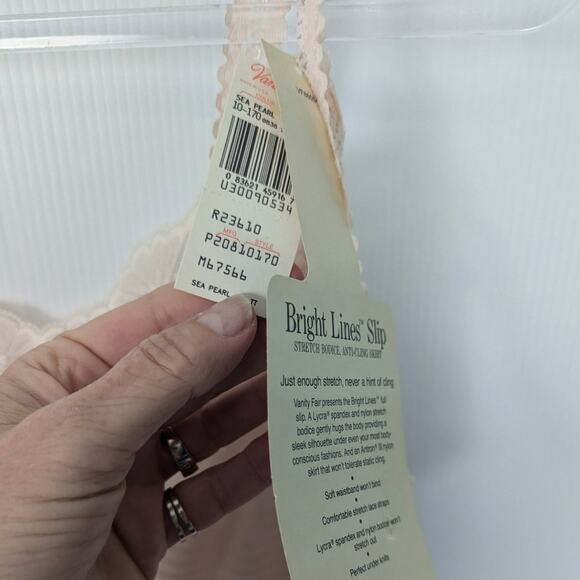 SEA PEARL
10-170
0 83621 45916 7
U30090534
R23610
MFG STYLE
P20810170
M67566
SEA PEARL
Bright Lines™ Slip
STRETCH BODICE, ANTI-CLING SKIRT
Just enough stretch, never a hint of cling.
Vanity Fair presents the Bright Lines™ full
slip. A Lycra® spandex and nylon stretch
bodice gently hugs the body providing a
sleek silhouette under even your most body-
conscious fashions. And an Antron® III nylon
skirt that won't tolerate static cling.
•
Soft waistband won't bind
•
Comfortable stretch lace straps
•
Lycra® spandex and nylon bodice won't
stretch out
•
Perfect under knits